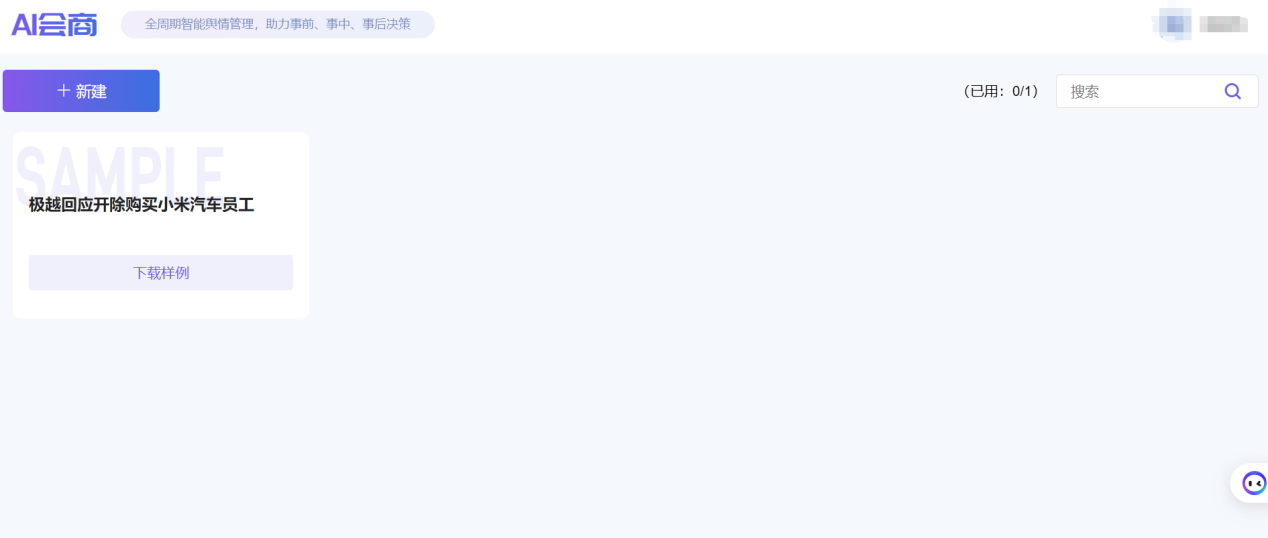 AI会商
全周期智能舆情管理，助力事前、事中、事后决策
＋ 新建
（已用：0/1）
搜索
SAMPLE
极越回应开除购买小米汽车员工
下载样例